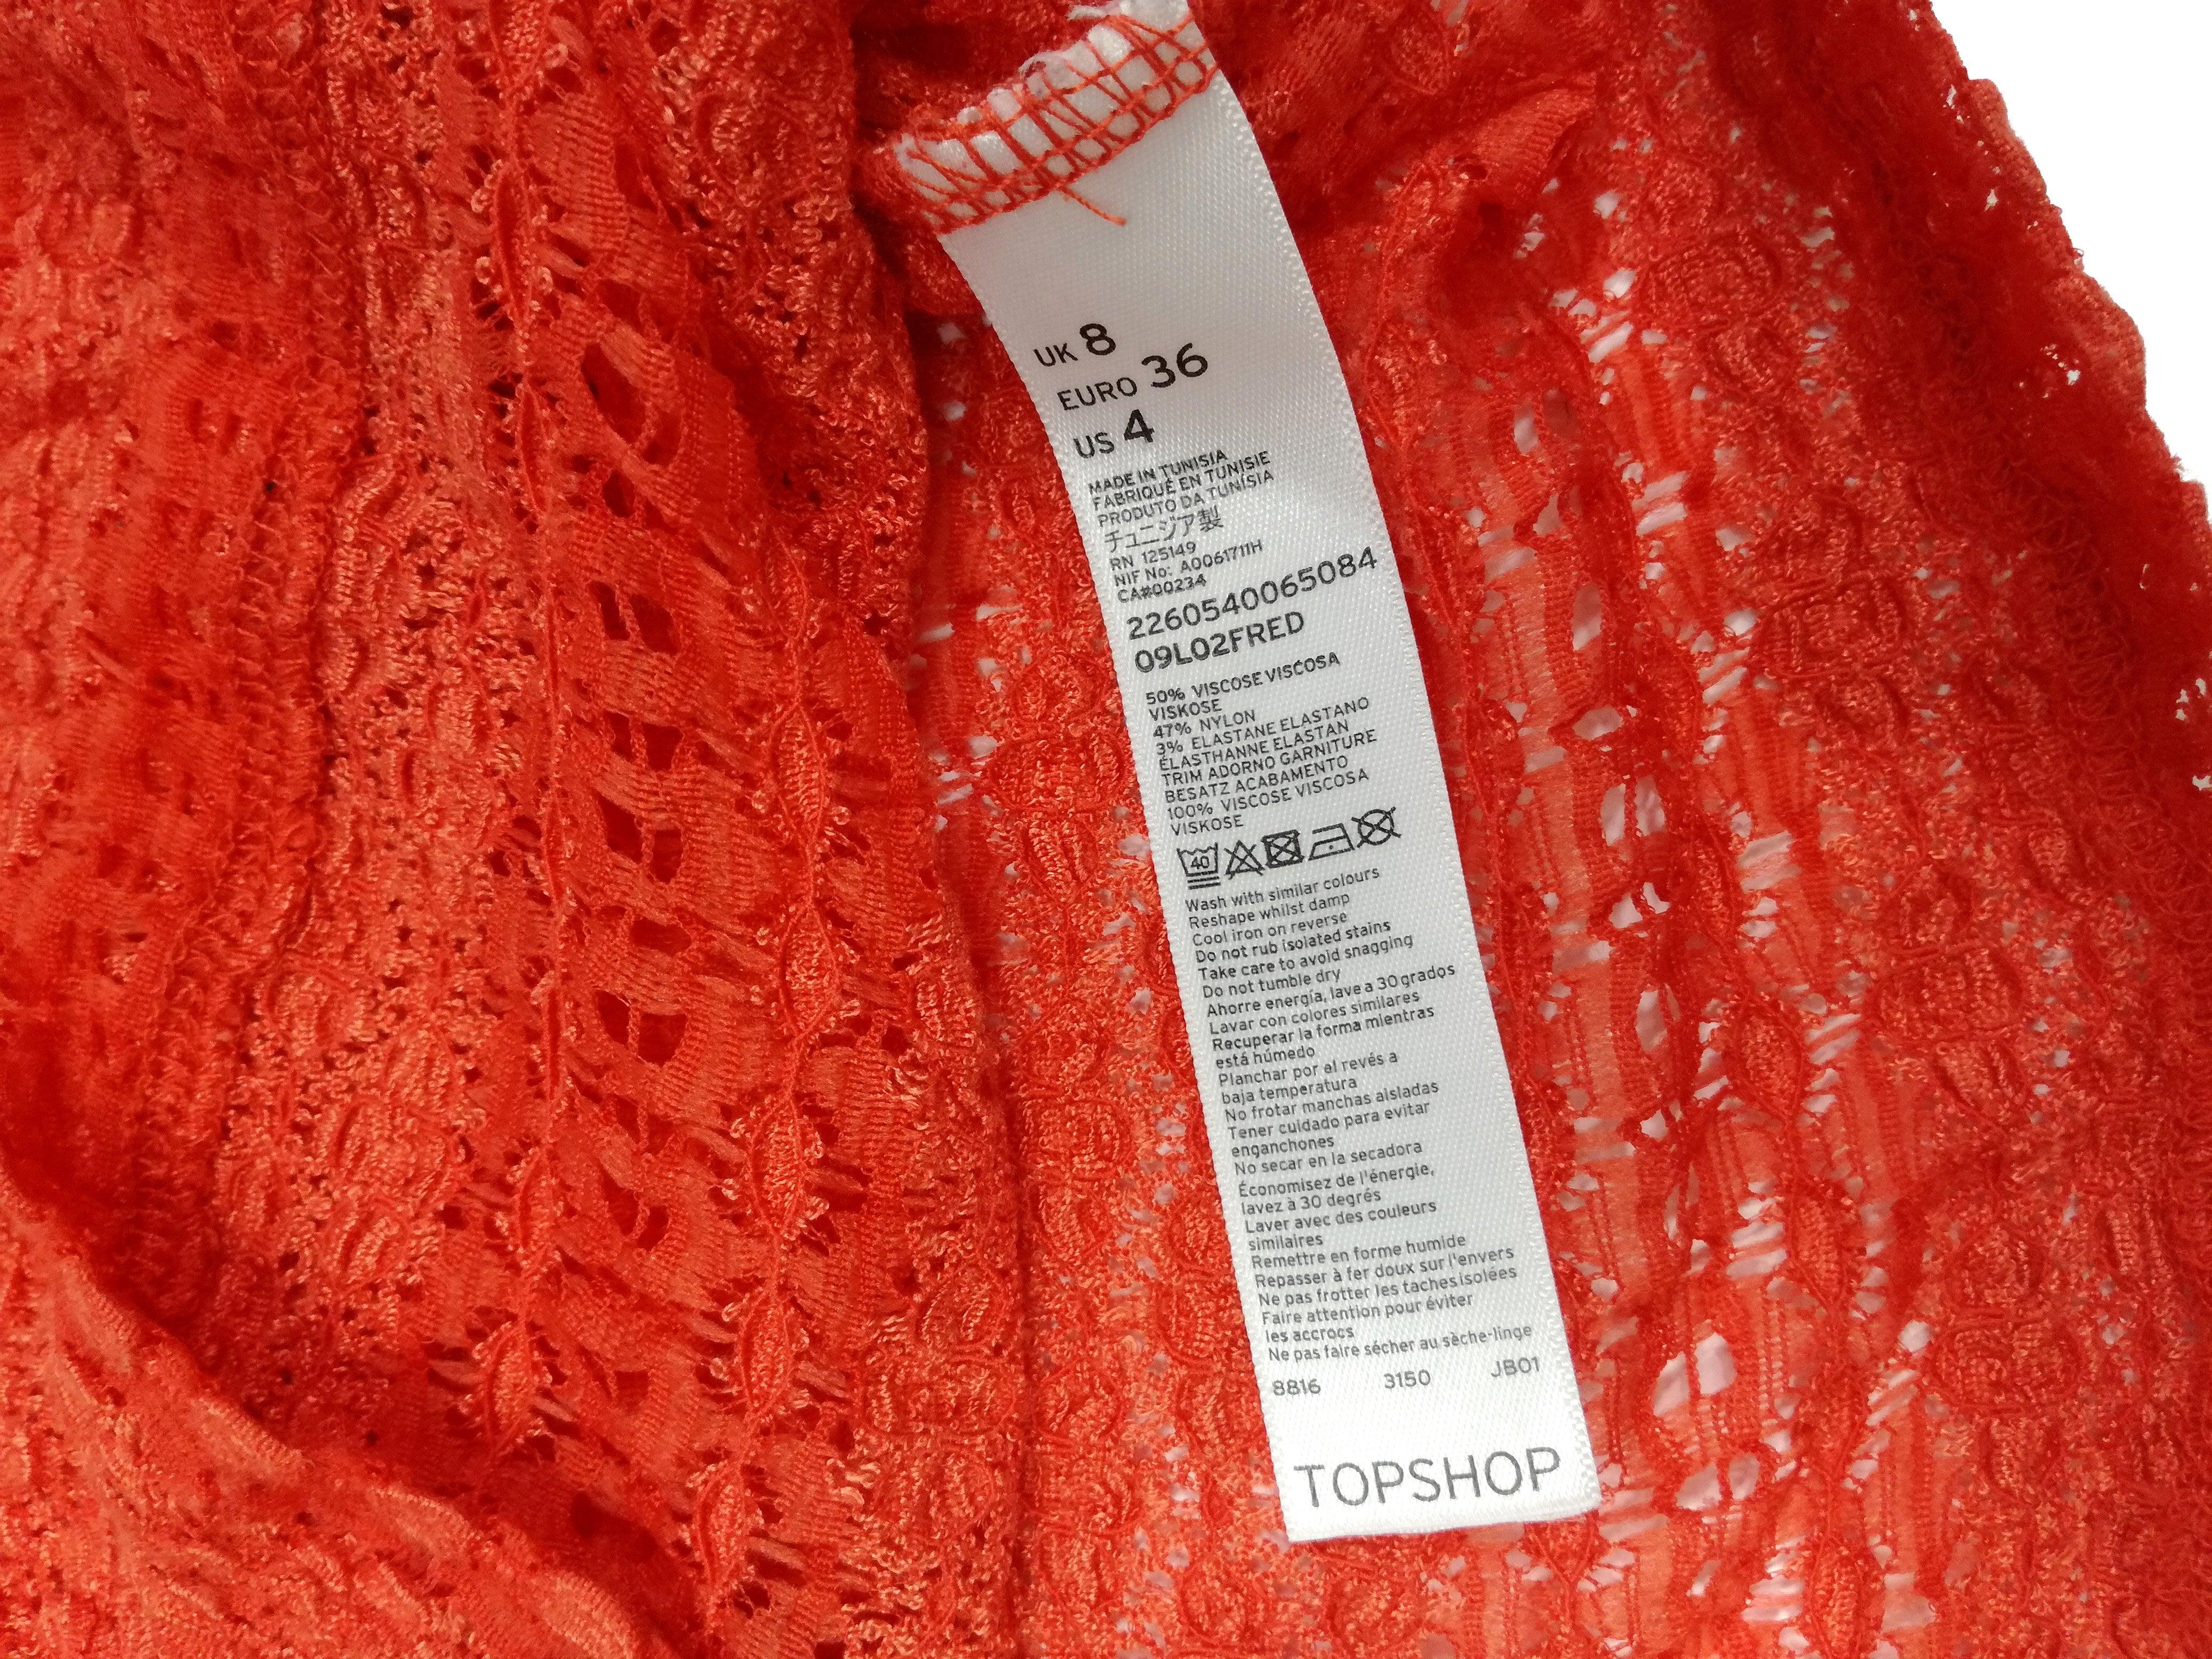 UK 8
EURO 36
US 4
MADE IN TUNISIA
FABRIQUÉ EN TUNISIE
PRODUTO DA TUNÍSIA
チュニジア製
RN 125149
NIF No: A0061711H
CA#00234
2260540065084
09L02FRED
50% VISCOSE VISCOSA
VISKOSE
47% NYLON
3% ELASTANE ELASTANO
ÉLASTHANNE ELASTAN
TRIM ADORNO GARNITURE
BESATZ ACABAMENTO
100% VISCOSE VISCOSA
VISKOSE
40
Wash with similar colours
Reshape whilst damp
Cool iron on reverse
Do not rub isolated stains
Take care to avoid snagging
Do not tumble dry
Ahorre energía, lave a 30 grados
Lavar con colores similares
Recuperar la forma mientras
está húmedo
Planchar por el revés a
baja temperatura
No frotar manchas aisladas
Tener cuidado para evitar
enganchones
No secar en la secadora
Économisez de l'énergie,
lavez à 30 degrés
Laver avec des couleurs
similaires
Remettre en forme humide
Repasser à fer doux sur l'envers
Ne pas frotter les taches isolées
Faire attention pour éviter
les accrocs
Ne pas faire sécher au sèche-linge
8816 3150 JB01
TOPSHOP